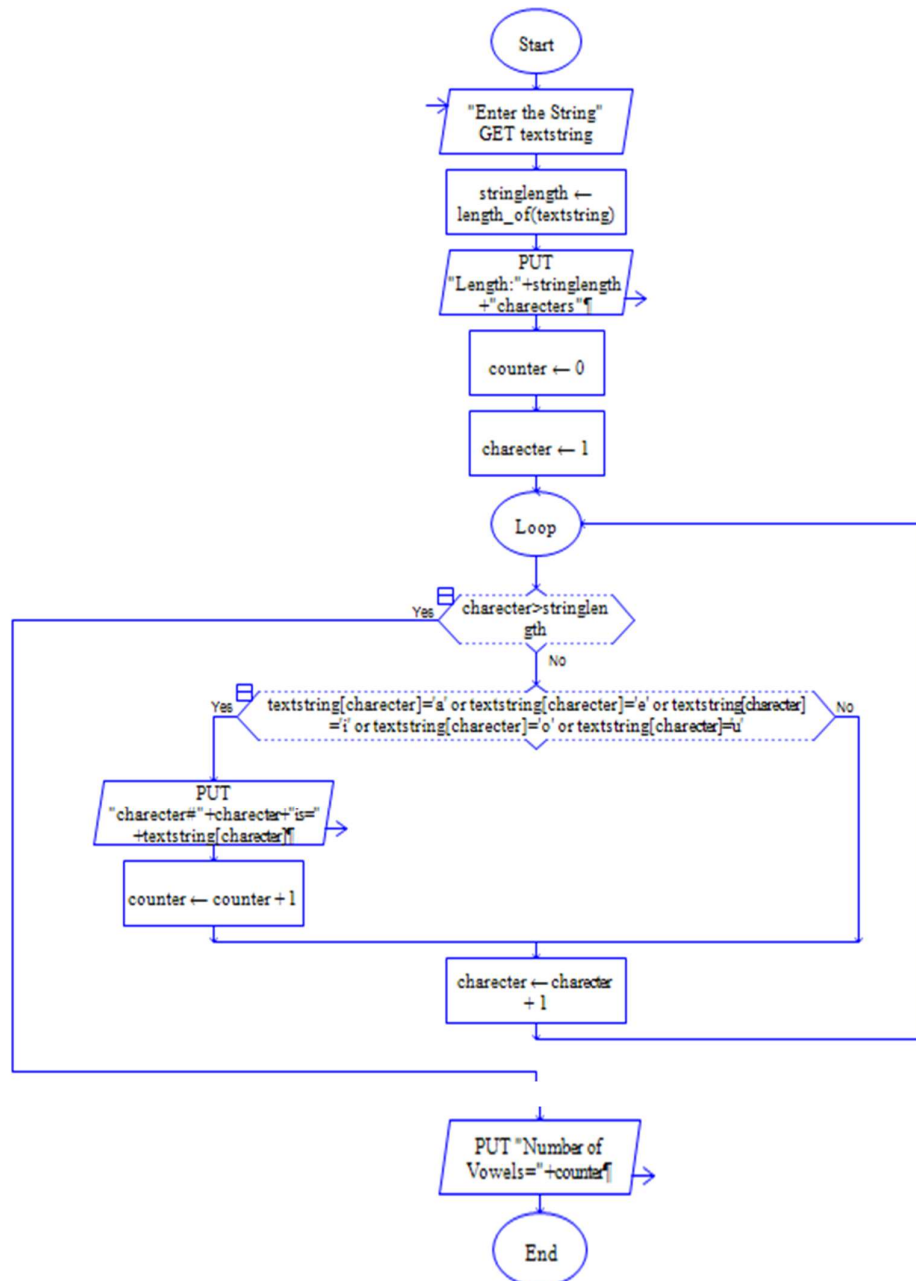 Start
"Enter the String"
GET textstring
stringlength ←
length_of(textstring)
PUT
"Length:"+stringlength
+"charecters"¶
counter ← 0
charecter ← 1
Loop
Yes
charecter>stringlen
gth
No
Yes
textstring[charecter]='a' or textstring[charecter]='e' or textstring[charecter]
='i' or textstring[charecter]='o' or textstring[charecter]='u'
No
PUT
"charecter#"+charecter+"is="
+textstring[charecter]¶
counter ← counter + 1
charecter ← charecter
+ 1
PUT "Number of
Vowels="+counter¶
End